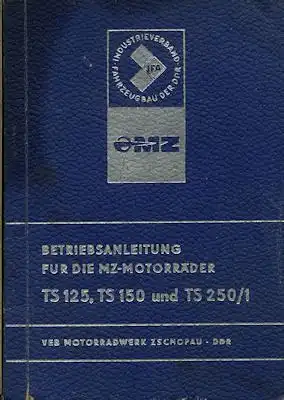 INDUSTRIEVERBAND
FAHRZEUGBAU DER DDR
IFA
MZ
BETRIEBSANLEITUNG
FÜR DIE MZ-MOTORRÄDER
TS 125, TS 150 und TS 250/1
VEB MOTORRADWERK ZSCHOPAU - DDR